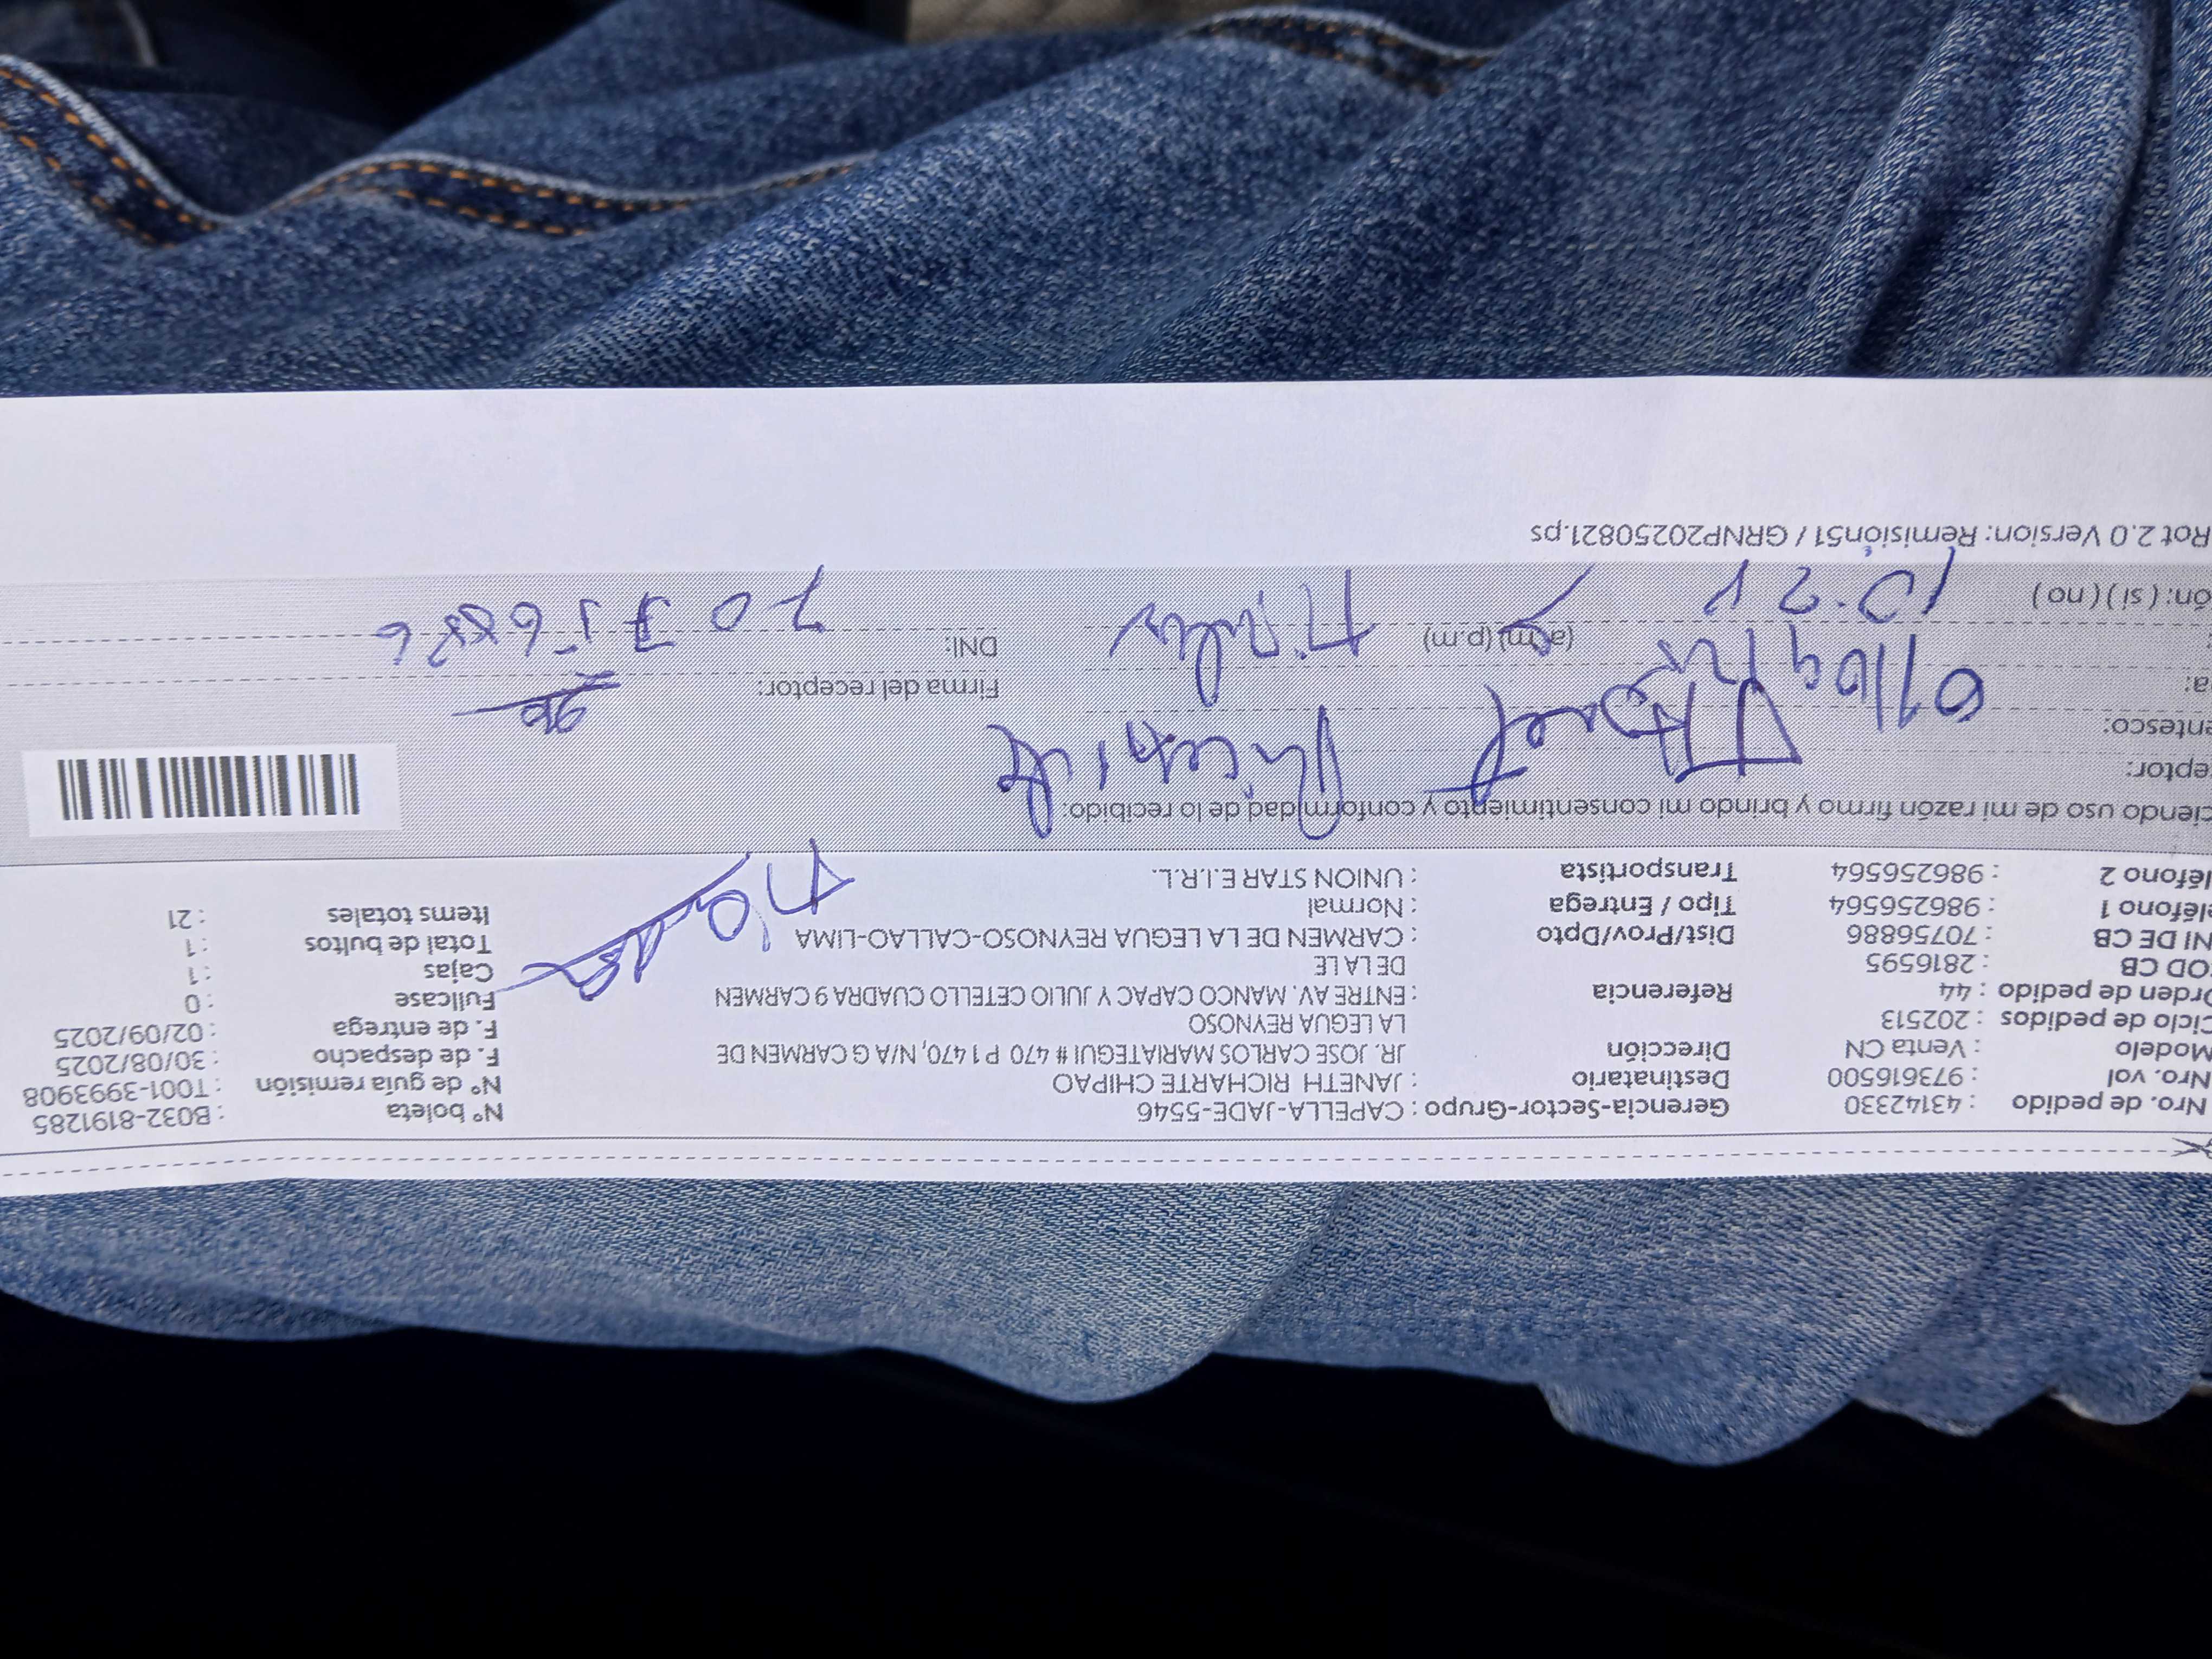 Nro. de pedido : 43142330 Gerencia-Sector-Grupo : CAPELLA-JADE-5546 N° boleta : B032-8191285
Nro. vol : 973616500 Destinatario : JANETH RICHARTE CHIPAO N° de guía remisión : T001-3993908
Modelo : Venta CN Dirección JR. JOSE CARLOS MARIATEGUI # 470 P 1 470, N/A G CARMEN DE F. de despacho : 30/08/2025
Ciclo de pedidos : 202513 LA LEGUA REYNOSO F. de entrega : 02/09/2025
Orden de pedido : 44 Referencia : ENTRE AV. MANCO CAPAC Y JULIO CETELLO CUADRA 9 CARMEN Fullcase : 0
COD CB : 2816595 DE LA LE Cajas : 1
NI DE CB : 70756886 Dist/Prov/Dpto : CARMEN DE LA LEGUA REYNOSO-CALLAO-LIMA Total de bultos : 1
eléfono 1 : 986256564 Tipo / Entrega : Normal Items totales : 21
léfono 2 : 986256564 Transportista : UNION STAR E.I.R.L.
ciendo uso de mi razón firmo y brindo mi consentimiento y conformidad de lo recibido:
eptor: Janet Richarte
entesco:
a: 01/09 Firma del receptor:
: (a.m) (p.m) DNI: 70756886
ón: ( si ) ( no )
Rot 2.0 Version: Remisión51 / GRNP20250821.ps